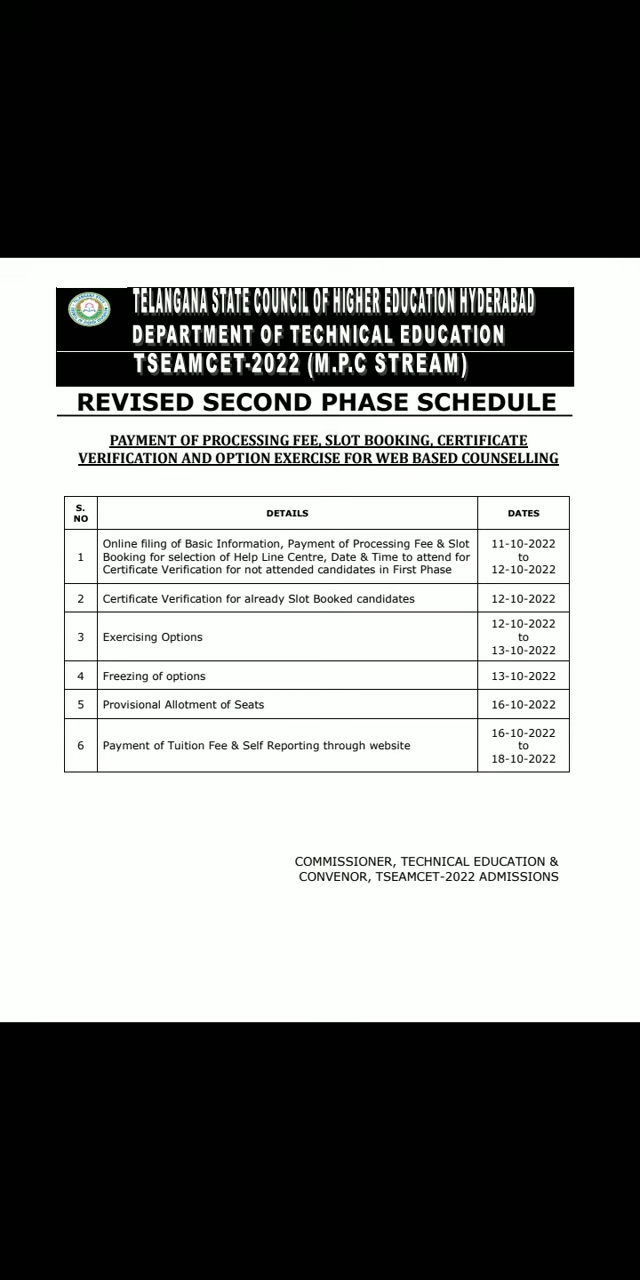 TELANGANA STATE COUNCIL OF HIGHER EDUCATION HYDERABAD
DEPARTMENT OF TECHNICAL EDUCATION
TSEAMCET-2022 (M.P.C STREAM)
REVISED SECOND PHASE SCHEDULE
PAYMENT OF PROCESSING FEE, SLOT BOOKING, CERTIFICATE
VERIFICATION AND OPTION EXERCISE FOR WEB BASED COUNSELLING
S. NO DETAILS DATES
1 Online filing of Basic Information, Payment of Processing Fee & Slot 11-10-2022
Booking for selection of Help Line Centre, Date & Time to attend for to
Certificate Verification for not attended candidates in First Phase 12-10-2022
2 Certificate Verification for already Slot Booked candidates 12-10-2022
3 Exercising Options 12-10-2022
to
13-10-2022
4 Freezing of options 13-10-2022
5 Provisional Allotment of Seats 16-10-2022
6 Payment of Tuition Fee & Self Reporting through website 16-10-2022
to
18-10-2022
COMMISSIONER, TECHNICAL EDUCATION &
CONVENOR, TSEAMCET-2022 ADMISSIONS